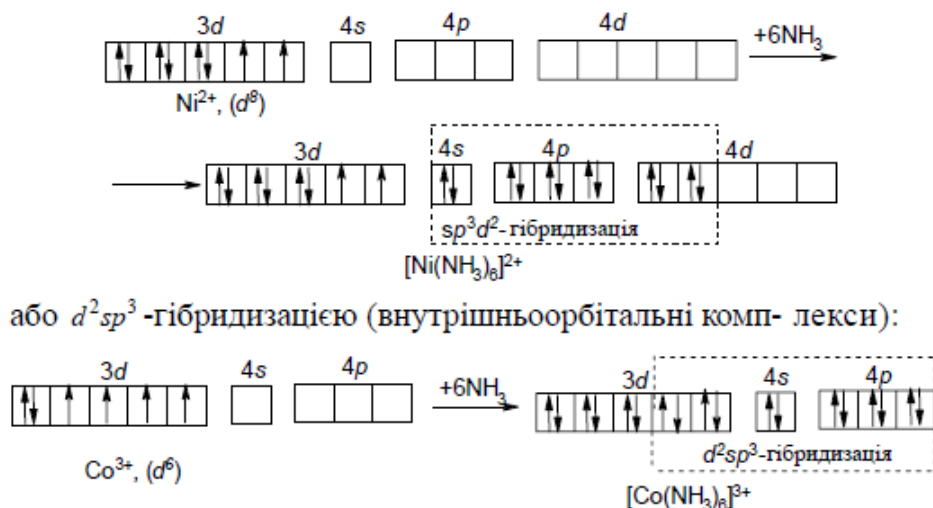 3d 4s 4p 4d +6NH₃
Ni²⁺, (d⁸)
3d 4s 4p 4d
sp³d²- гібридизація
[Ni(NH₃)₆]²⁺
або d²sp³ -гібридизацією (внутрішньоорбітальні комп- лекси):
3d 4s 4p +6NH₃ 3d 4s 4p
d²sp³-гібридизація
Co³⁺, (d⁶)
[Co(NH₃)₆]³⁺